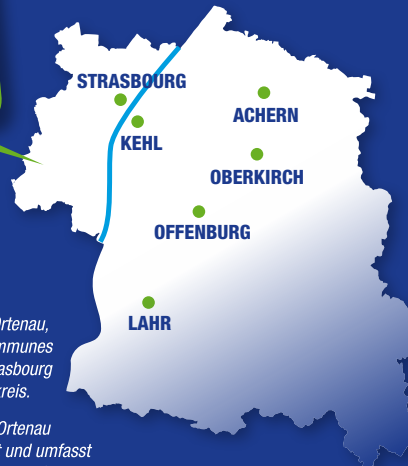 STRASBOURG
KEHL
ACHERN
OBERKIRCH
OFFENBURG
LAHR
Ortenau,
mmunes
asbourg
kreis.
Ortenau
t und umfasst